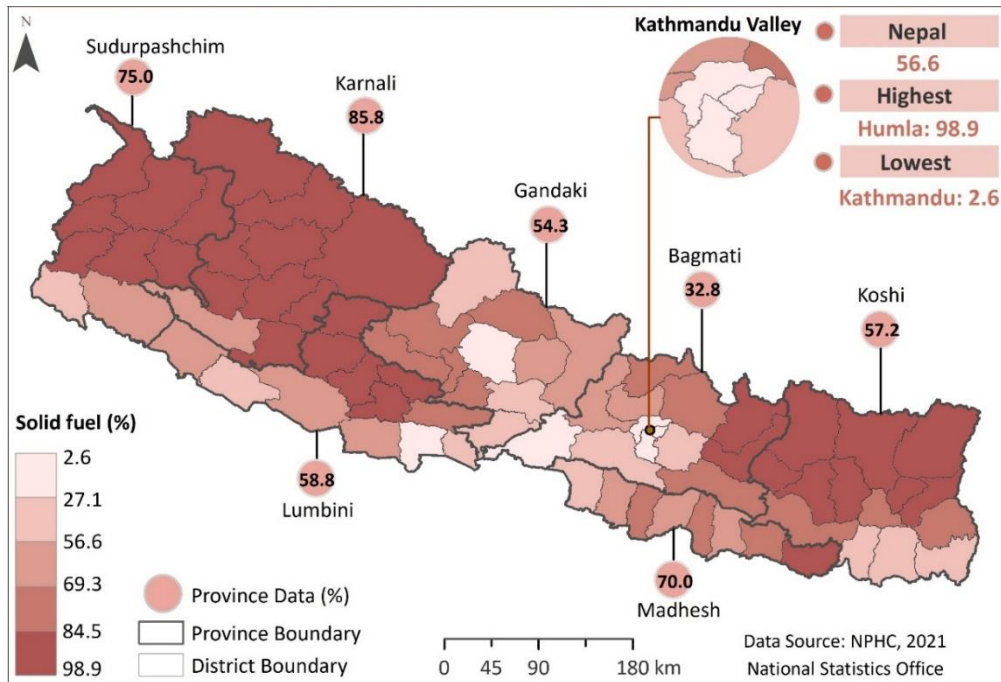 N
Sudurpashchim
75.0
Karnali
85.8
Gandaki
54.3
Bagmati
32.8
Koshi
57.2
Kathmandu Valley
Nepal
56.6
Highest
Humla: 98.9
Lowest
Kathmandu: 2.6
58.8
Lumbini
70.0
Madhesh
Solid fuel (%)
2.6
27.1
56.6
69.3
84.5
98.9
Province Data (%)
Province Boundary
District Boundary
0 45 90 180 km
Data Source: NPHC, 2021
National Statistics Office